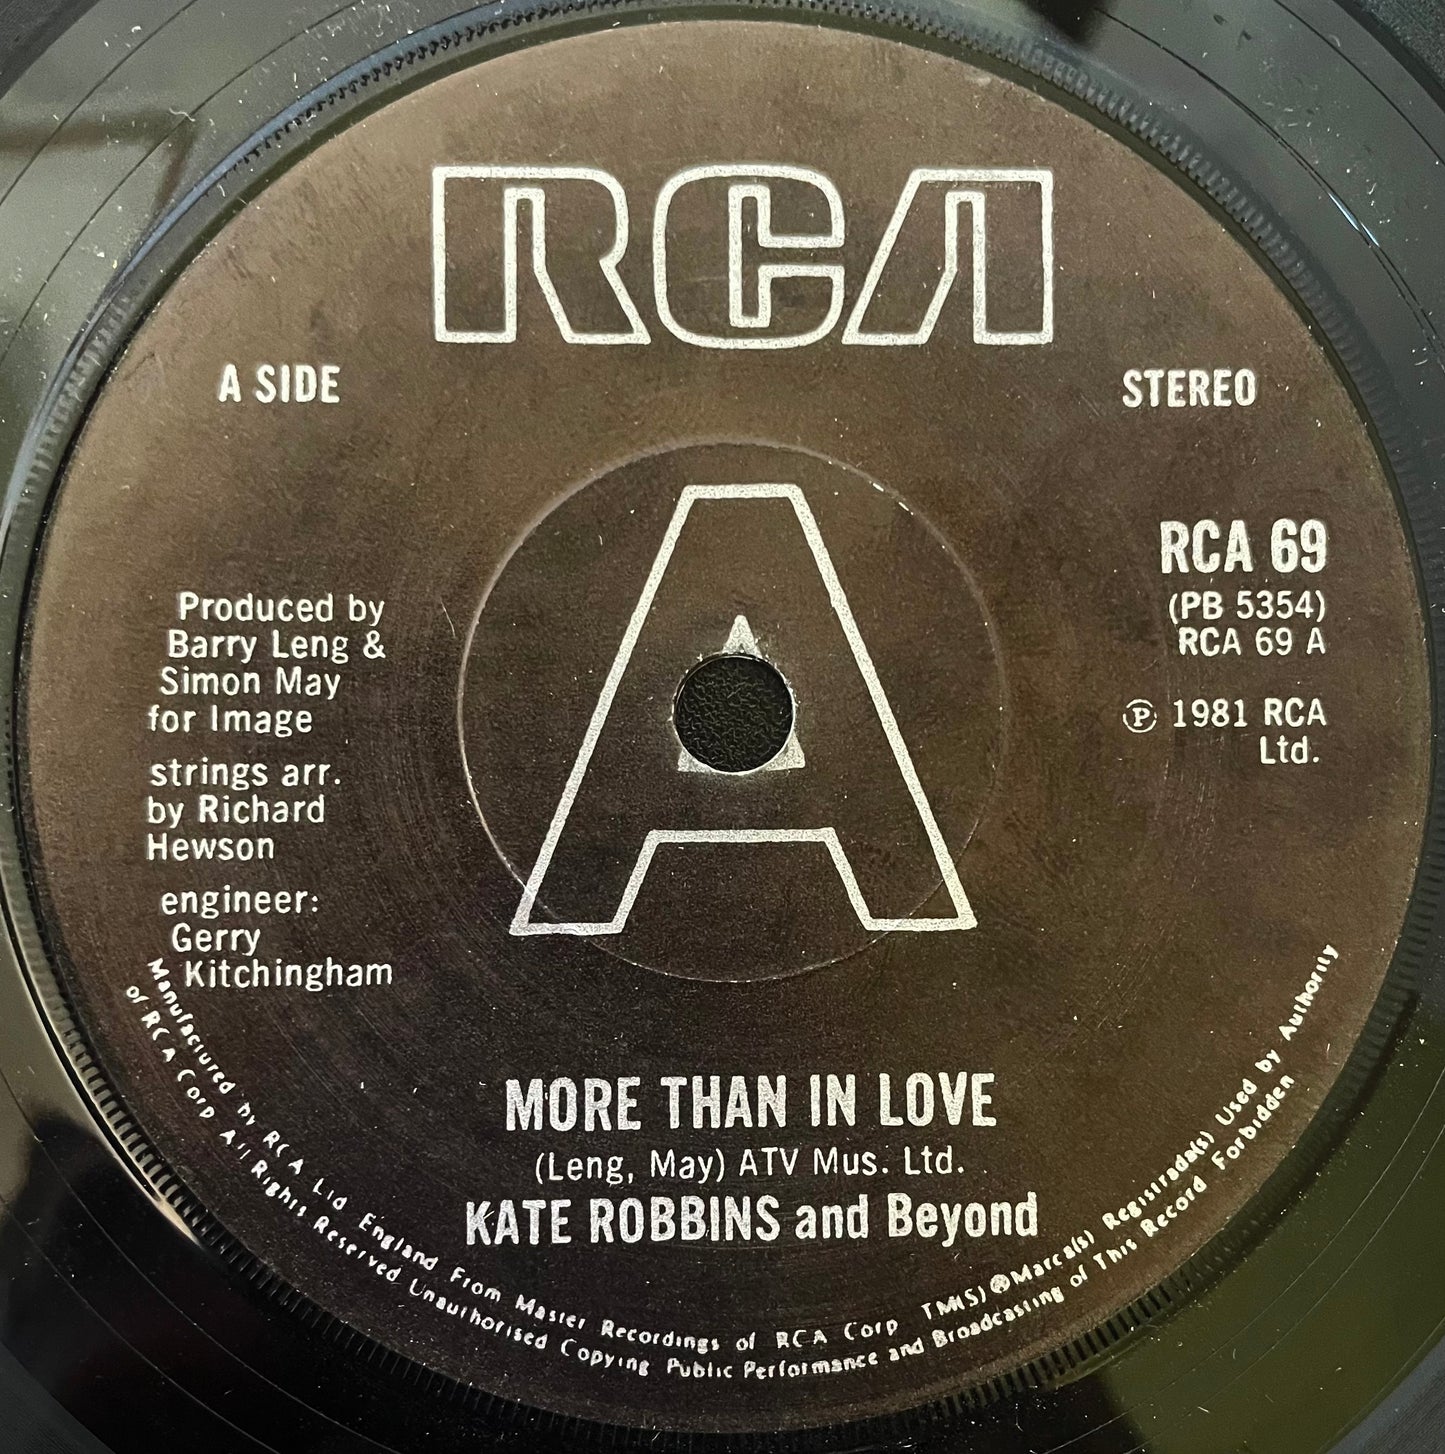 RCA
A SIDE
STEREO
A
RCA 69
(PB 5354)
RCA 69 A
Ⓟ 1981 RCA
Ltd.
Produced by
Barry Leng &
Simon May
for Image
strings arr.
by Richard
Hewson
engineer:
Gerry
Kitchingham
MORE THAN IN LOVE
(Leng, May) ATV Mus. Ltd.
KATE ROBBINS and Beyond
Manufactured by RCA Ltd England From Master Recordings of RCA Corp TM(S) ® Marca(s) Registrada(s) Used by Authority
of RCA Corp All Rights Reserved Unauthorised Copying Public Performance and Broadcasting of This Record Forbidden